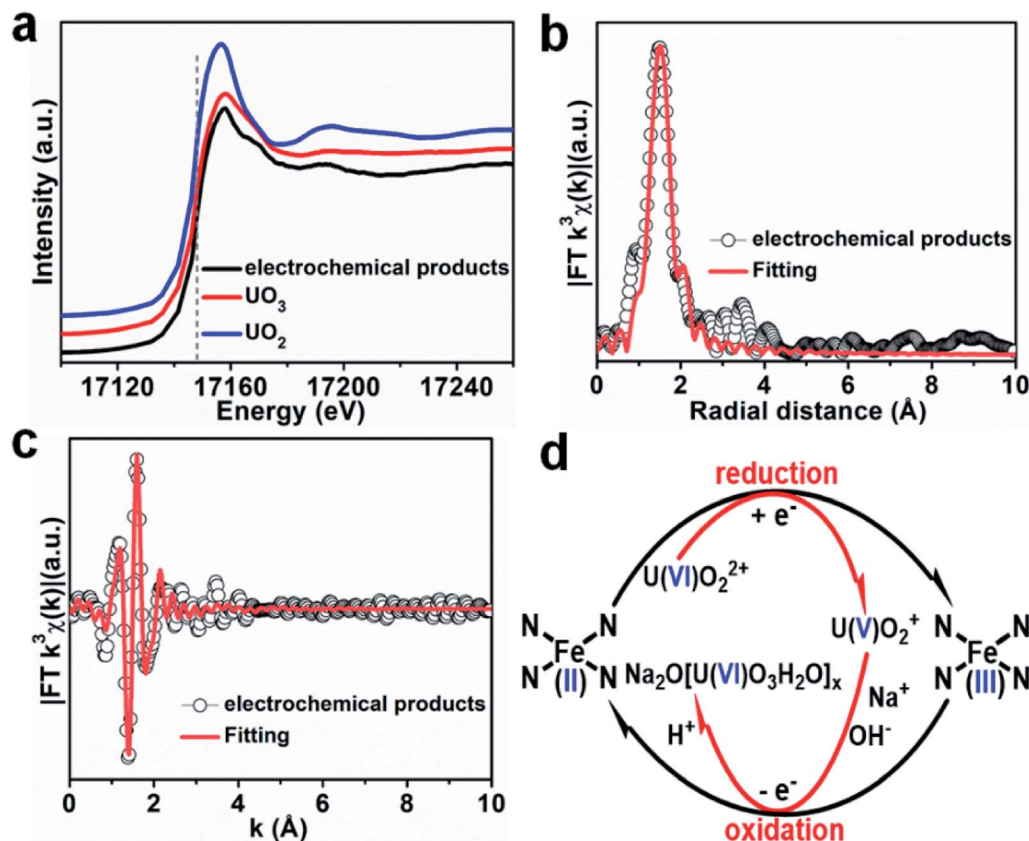 a
Intensity (a.u.)
electrochemical products
UO₃
UO₂
17120 17160 17200 17240
Energy (eV)
b
|FT k³χ(k)|(a.u.)
electrochemical products
Fitting
0 2 4 6 8 10
Radial distance (Å)
c
|FT k³χ(k)|(a.u.)
electrochemical products
Fitting
0 2 4 6 8 10
k (Å)
d
reduction
+ e⁻
U(VI)O₂²⁺
U(V)O₂⁺
N N
Fe
N (II) N
Na₂O[U(VI)O₃H₂O]ₓ
N N
Fe
N (III) N
Na⁺
H⁺
OH⁻
- e⁻
oxidation